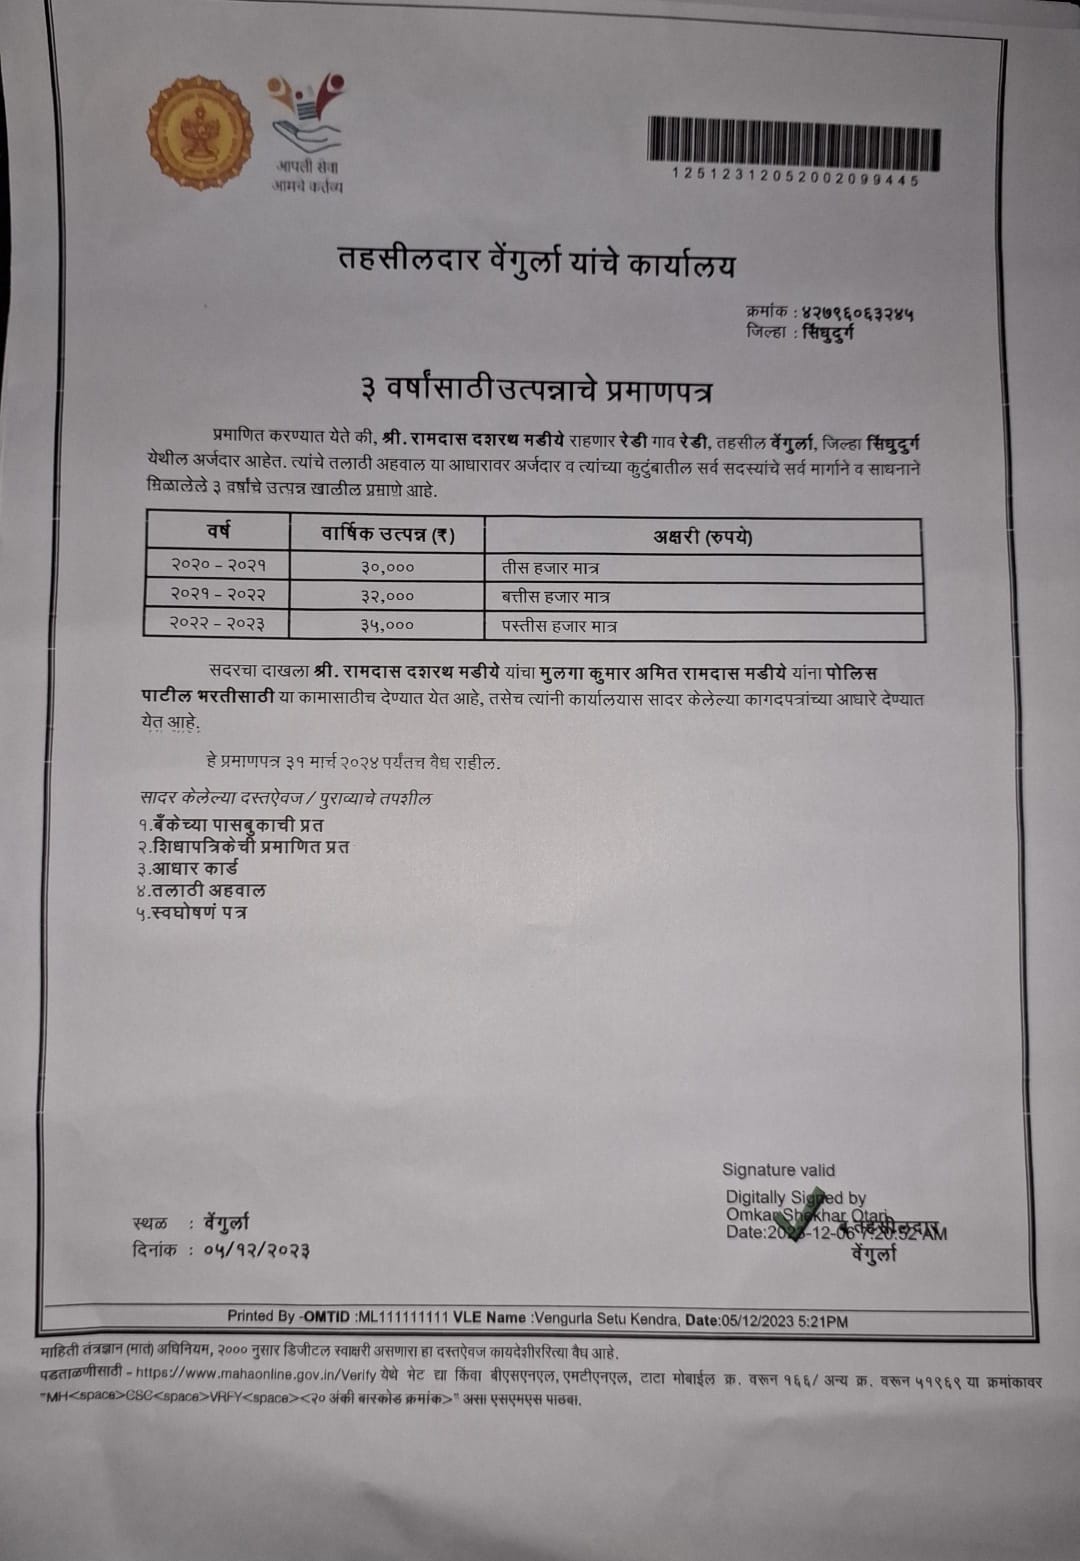 आपली सेवा
आमचे कर्तव्य
12512312052002099445
तहसीलदार वेंगुर्ला यांचे कार्यालय
क्रमांक : ४२७९६०६३२४५
जिल्हा : सिंधुदुर्ग
३ वर्षांसाठी उत्पन्नाचे प्रमाणपत्र
प्रमाणित करण्यात येते की, श्री. रामदास दशरथ मडीये राहणार रेडी गाव रेडी, तहसील वेंगुर्ला, जिल्हा सिंधुदुर्ग
येथील अर्जदार आहेत. त्यांचे तलाठी अहवाल या आधारावर अर्जदार व त्यांच्या कुटुंबातील सर्व सदस्यांचे सर्व मार्गाने व साधनाने
मिळालेले ३ वर्षांचे उत्पन्न खालील प्रमाणे आहे.
वर्ष वार्षिक उत्पन्न (₹) अक्षरी (रुपये)
२०२० - २०२१ ३०,००० तीस हजार मात्र
२०२१ - २०२२ ३२,००० बत्तीस हजार मात्र
२०२२ - २०२३ ३५,००० पस्तीस हजार मात्र
सदरचा दाखला श्री. रामदास दशरथ मडीये यांचा मुलगा कुमार अमित रामदास मडीये यांना पोलिस
पाटील भरतीसाठी या कामासाठीच देण्यात येत आहे, तसेच त्यांनी कार्यालयास सादर केलेल्या कागदपत्रांच्या आधारे देण्यात
येत आहे.
हे प्रमाणपत्र ३१ मार्च २०२४ पर्यंतच वैध राहील.
सादर केलेल्या दस्तऐवज / पुराव्याचे तपशील
१.बँकेच्या पासबुकाची प्रत
२.शिधापत्रिकेची प्रमाणित प्रत
३.आधार कार्ड
४.तलाठी अहवाल
५.स्वघोषणं पत्र
Signature valid
Digitally Signed by
Omkar Shekhar Otari
Date:2023-12-06 7:20:52 AM
तहसीलदार
वेंगुर्ला
स्थळ : वेंगुर्ला
दिनांक : ०५/१२/२०२३
Printed By -OMTID :ML111111111 VLE Name :Vengurla Setu Kendra, Date:05/12/2023 5:21PM
माहिती तंत्रज्ञान (मातं) अधिनियम, २००० नुसार डिजीटल स्वाक्षरी असणारा हा दस्तऐवज कायदेशीररित्या वैध आहे.
पडताळणीसाठी - https://www.mahaonline.gov.in/Verify येथे भेट द्या किंवा बीएसएनएल, एमटीएनएल, टाटा मोबाईल क्र. वरून १६६/ अन्य क्र. वरून ५१९६९ या क्रमांकावर
"MH<space>CSC<space>VRFY<space><२० अंकी बारकोड क्रमांक>" असा एसएमएस पाठवा.